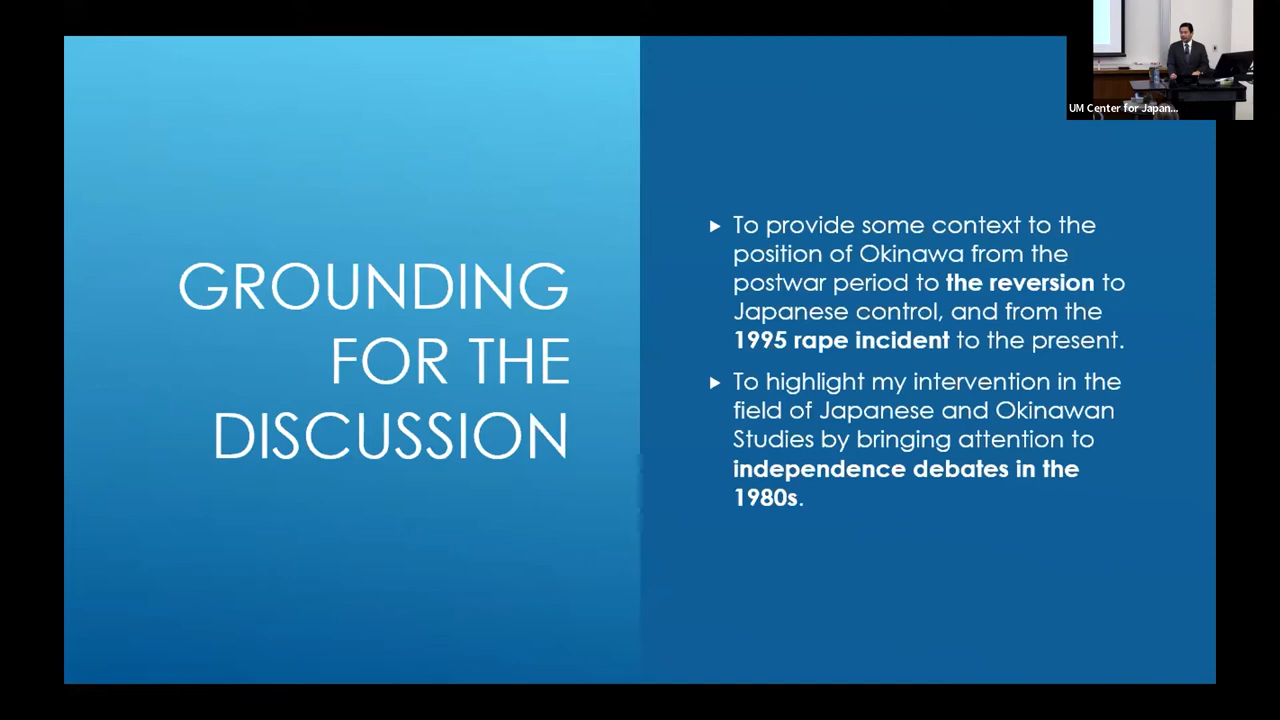 UM Center for Japan...
GROUNDING
FOR THE
DISCUSSION
To provide some context to the
position of Okinawa from the
postwar period to the reversion to
Japanese control, and from the
1995 rape incident to the present.
To highlight my intervention in the
field of Japanese and Okinawan
Studies by bringing attention to
independence debates in the
1980s.